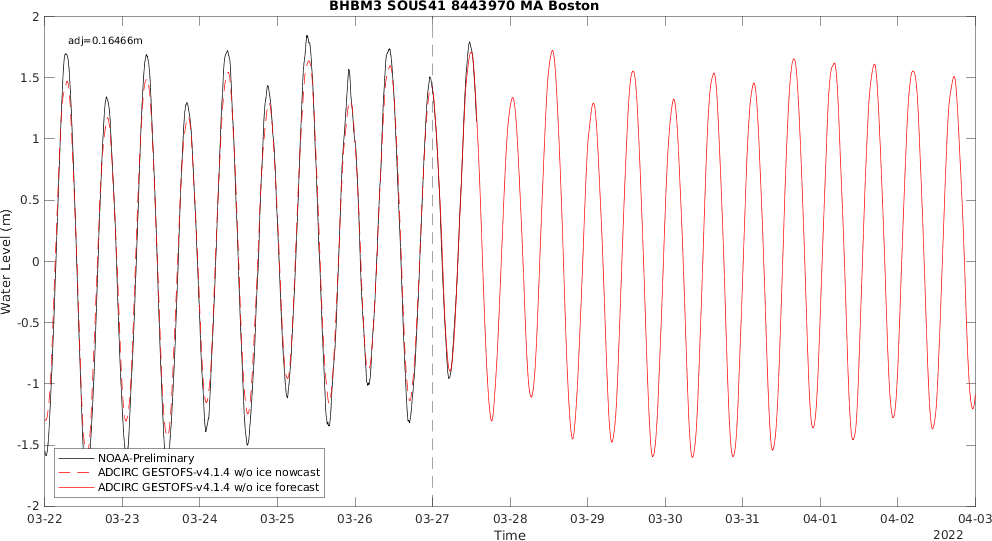 BHBM3 SOUS41 8443970 MA Boston
adj=0.16466m
2
1.5
1
0.5
0
-0.5
-1
-1.5
-2
Water Level (m)
NOAA-Preliminary
ADCIRC GESTOFS-v4.1.4 w/o ice nowcast
ADCIRC GESTOFS-v4.1.4 w/o ice forecast
03-22 03-23 03-24 03-25 03-26 03-27 03-28 03-29 03-30 03-31 04-01 04-02 04-03
Time
2022